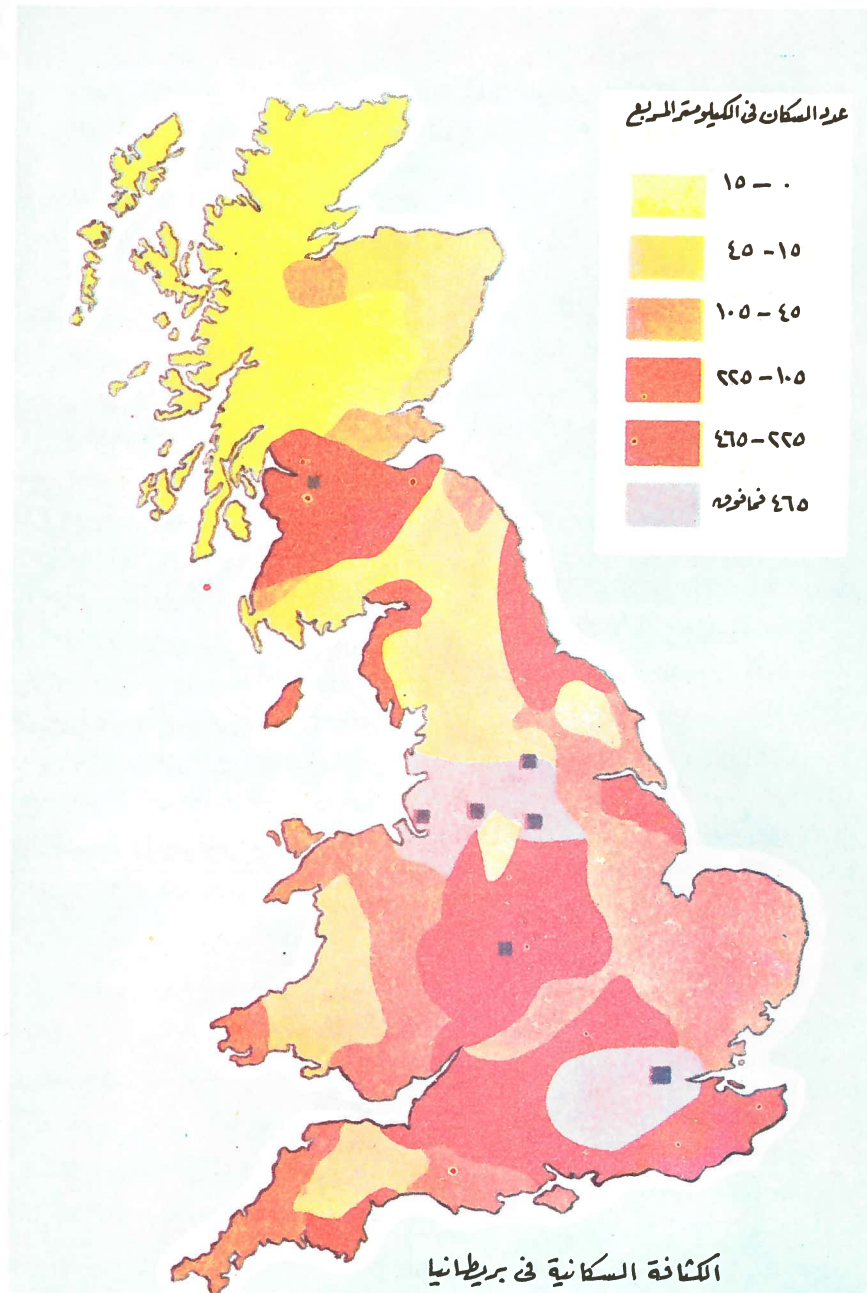 عدد السكان فى الكيلومتر المربع
٠ – ١٥
١٥ – ٤٥
٤٥ – ١٠٥
١٠٥ – ٢٢٥
٢٢٥ – ٤٦٥
٤٦٥ فما فوق
الكثافة السكانية فى بريطانيا